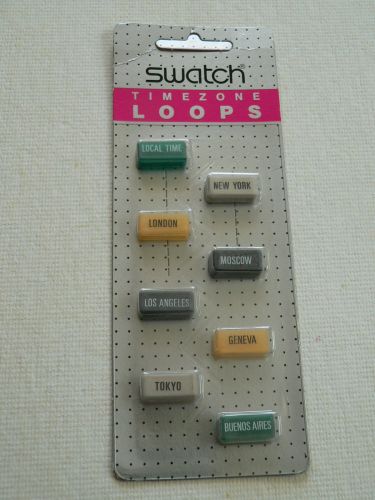 swatch®
TIMEZONE
LOOPS
LOCAL TIME
NEW YORK
LONDON
MOSCOW
LOS ANGELES
GENEVA
TOKYO
BUENOS AIRES